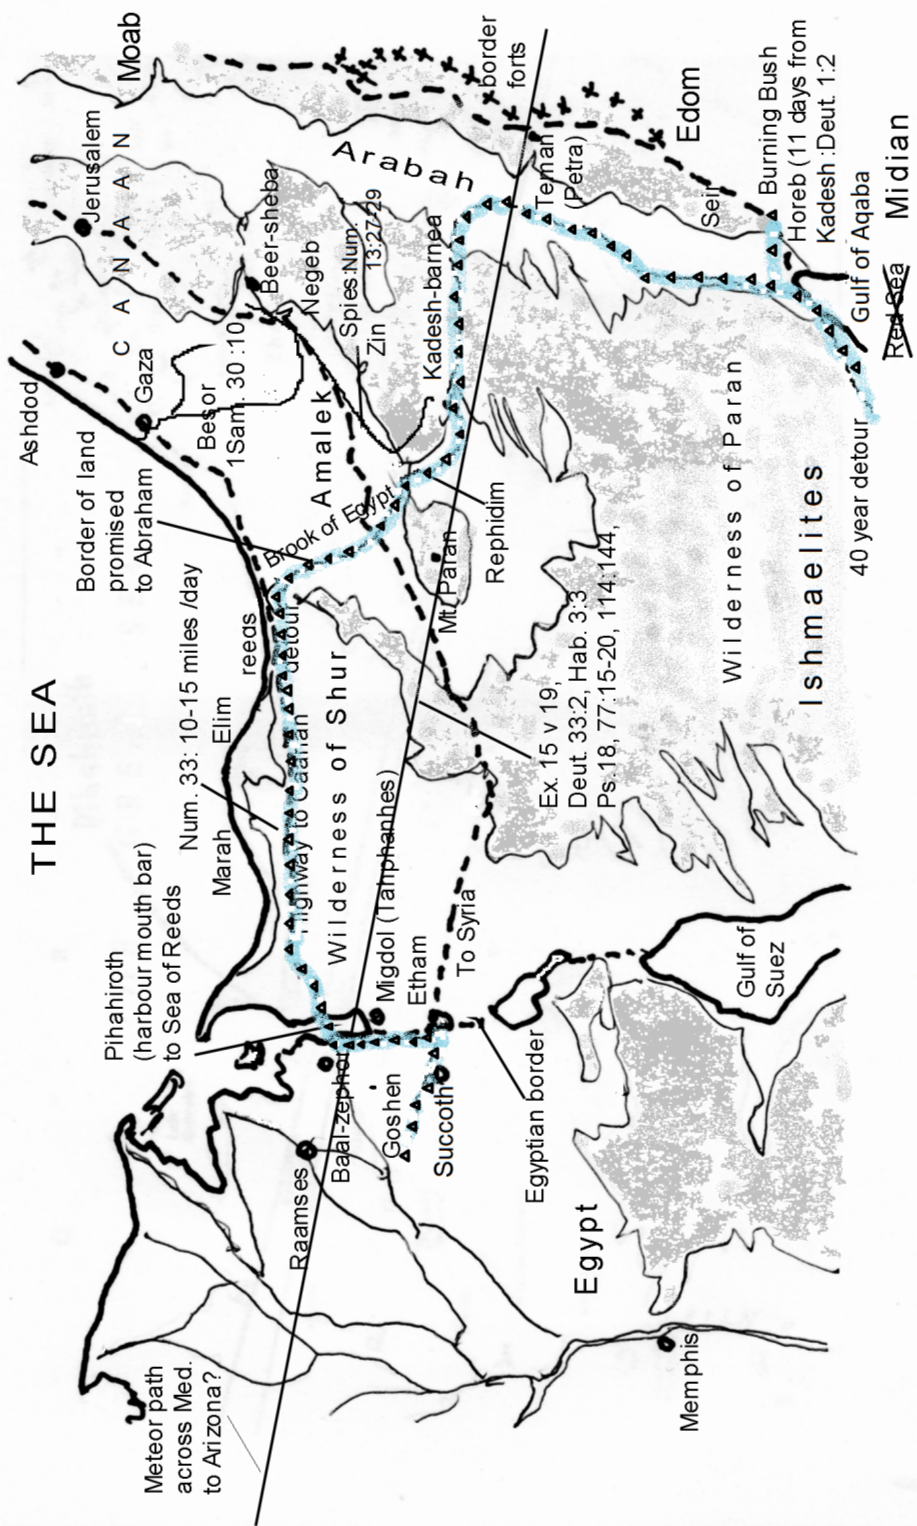 THE SEA
Ashdod
Gaza
Jerusalem
Moab
C A N A A N
Border of land
promised
to Abraham
Besor
1Sam. 30 :10
Beer-sheba
Negeb
Spies:Num.
13:27-29
Zin
Arabah
border
forts
Amalek
Brook of Egypt
Kadesh-barnea
Teman
(Petra)
Edom
Seir
Burning Bush
Horeb (11 days from
Kadesh :Deut. 1:2
Gulf of Aqaba
Red Sea
Midian
40 year detour
Rephidim
Mt. Paran
Wilderness of Paran
Ishmaelites
Num. 33: 10-15 miles /day
reeds
Elim
Marah
detour
Highway to Caanan
Wilderness of Shur
Ex. 15 v 19,
Deut. 33:2, Hab. 3:3
Ps.18, 77:15-20, 114:144,
Pihahiroth
(harbour mouth bar)
to Sea of Reeds
Migdol (Tahphanhes)
Etham
To Syria
Gulf of
Suez
Baal-zephon
Goshen
Succoth
Egyptian border
Raamses
Egypt
Memphis
Meteor path
across Med.
to Arizona?